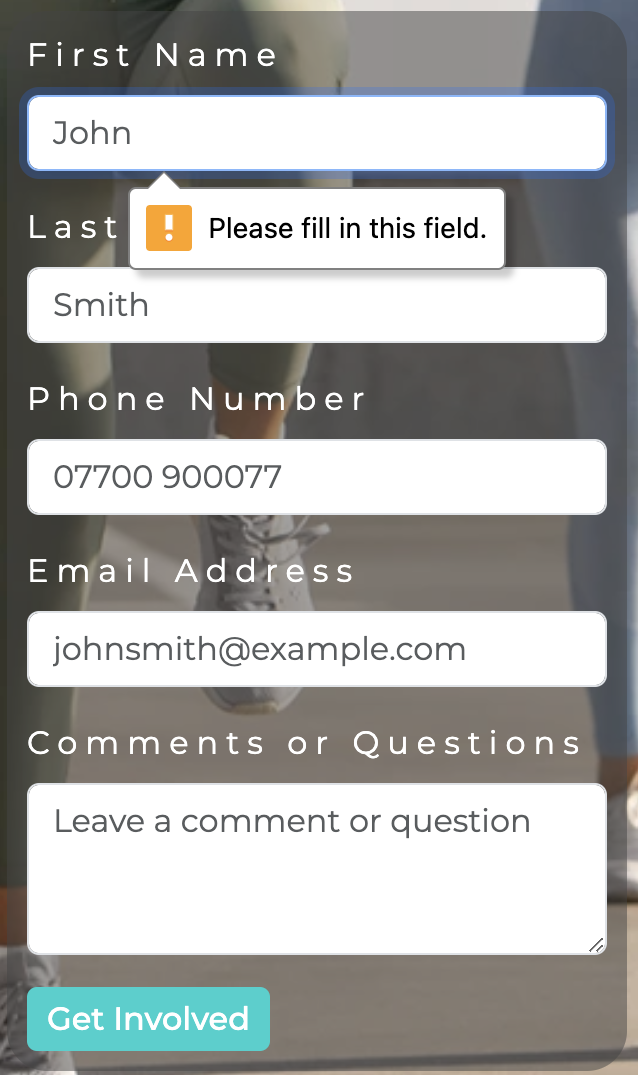 First Name
John
Please fill in this field.
Last
Smith
Phone Number
07700 900077
Email Address
johnsmith@example.com
Comments or Questions
Leave a comment or question
Get Involved